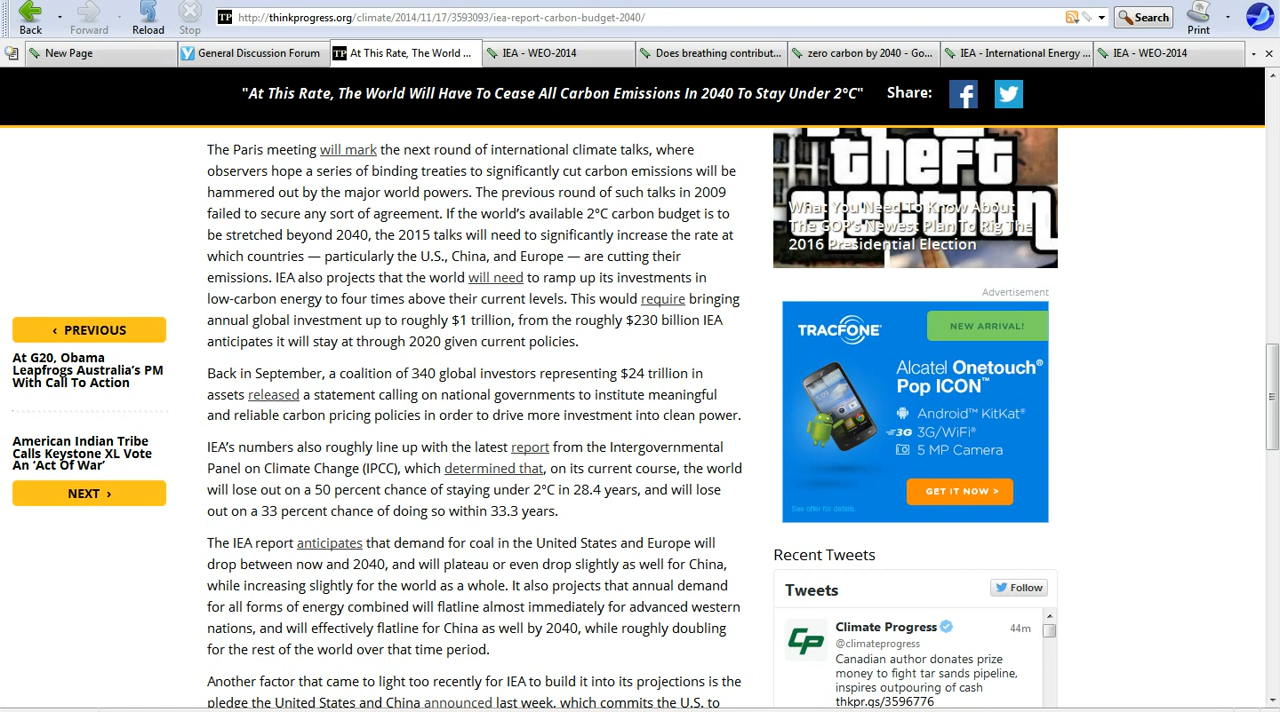 Back
Forward
Reload
Stop
TP http://thinkprogress.org/climate/2014/11/17/3593093/iea-report-carbon-budget-2040/
Search
Print
New Page
General Discussion Forum
TP At This Rate, The World ...
IEA - WEO-2014
Does breathing contribut...
zero carbon by 2040 - Go...
IEA - International Energy ...
IEA - WEO-2014
"At This Rate, The World Will Have To Cease All Carbon Emissions In 2040 To Stay Under 2°C"
Share:
‹ PREVIOUS
At G20, Obama
Leapfrogs Australia's PM
With Call To Action
American Indian Tribe
Calls Keystone XL Vote
An 'Act Of War'
NEXT ›
The Paris meeting will mark the next round of international climate talks, where
observers hope a series of binding treaties to significantly cut carbon emissions will be
hammered out by the major world powers. The previous round of such talks in 2009
failed to secure any sort of agreement. If the world's available 2°C carbon budget is to
be stretched beyond 2040, the 2015 talks will need to significantly increase the rate at
which countries — particularly the U.S., China, and Europe — are cutting their
emissions. IEA also projects that the world will need to ramp up its investments in
low-carbon energy to four times above their current levels. This would require bringing
annual global investment up to roughly $1 trillion, from the roughly $230 billion IEA
anticipates it will stay at through 2020 given current policies.
Back in September, a coalition of 340 global investors representing $24 trillion in
assets released a statement calling on national governments to institute meaningful
and reliable carbon pricing policies in order to drive more investment into clean power.
IEA's numbers also roughly line up with the latest report from the Intergovernmental
Panel on Climate Change (IPCC), which determined that, on its current course, the world
will lose out on a 50 percent chance of staying under 2°C in 28.4 years, and will lose
out on a 33 percent chance of doing so within 33.3 years.
The IEA report anticipates that demand for coal in the United States and Europe will
drop between now and 2040, and will plateau or even drop slightly as well for China,
while increasing slightly for the world as a whole. It also projects that annual demand
for all forms of energy combined will flatline almost immediately for advanced western
nations, and will effectively flatline for China as well by 2040, while roughly doubling
for the rest of the world over that time period.
Another factor that came to light too recently for IEA to build it into its projections is the
pledge the United States and China announced last week, which commits the U.S. to
theft
election
What You Need To Know About
The GOP's Newest Plan To Rig The
2016 Presidential Election
Advertisement
TRACFONE
NEW ARRIVAL!
Alcatel Onetouch®
Pop ICON™
Android™ KitKat®
3G 3G/WiFi®
5 MP Camera
GET IT NOW >
See offer for details.
Recent Tweets
Tweets
Follow
CP
Climate Progress
44m
@climateprogress
Canadian author donates prize
money to fight tar sands pipeline,
inspires outpouring of cash
thkpr.gs/3596776